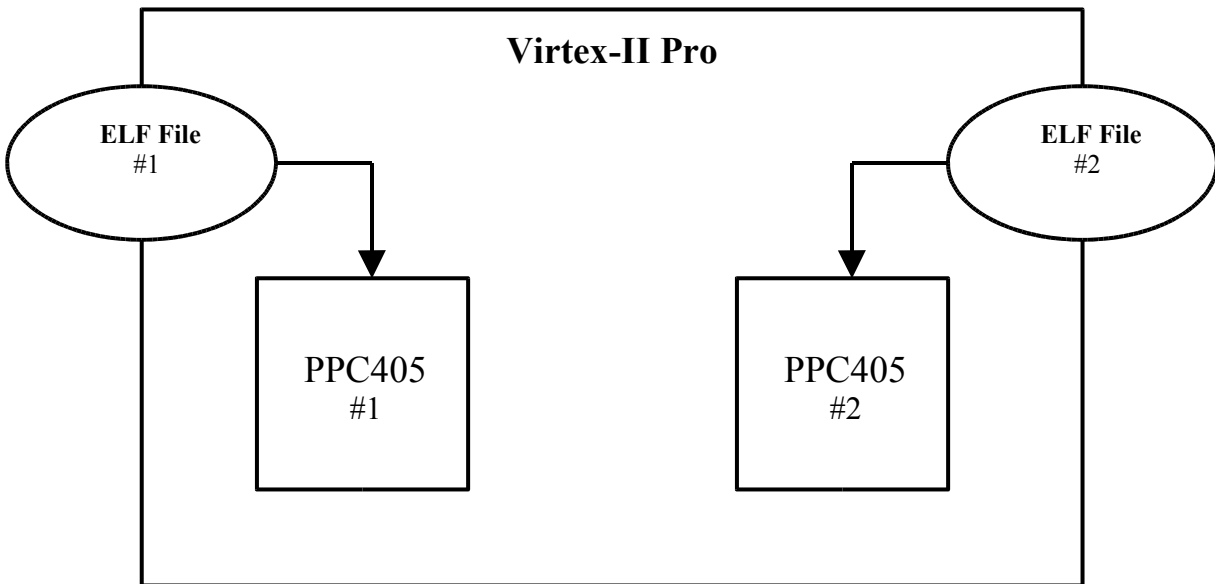 Virtex-II Pro
ELF File
#1
ELF File
#2
PPC405
#1
PPC405
#2